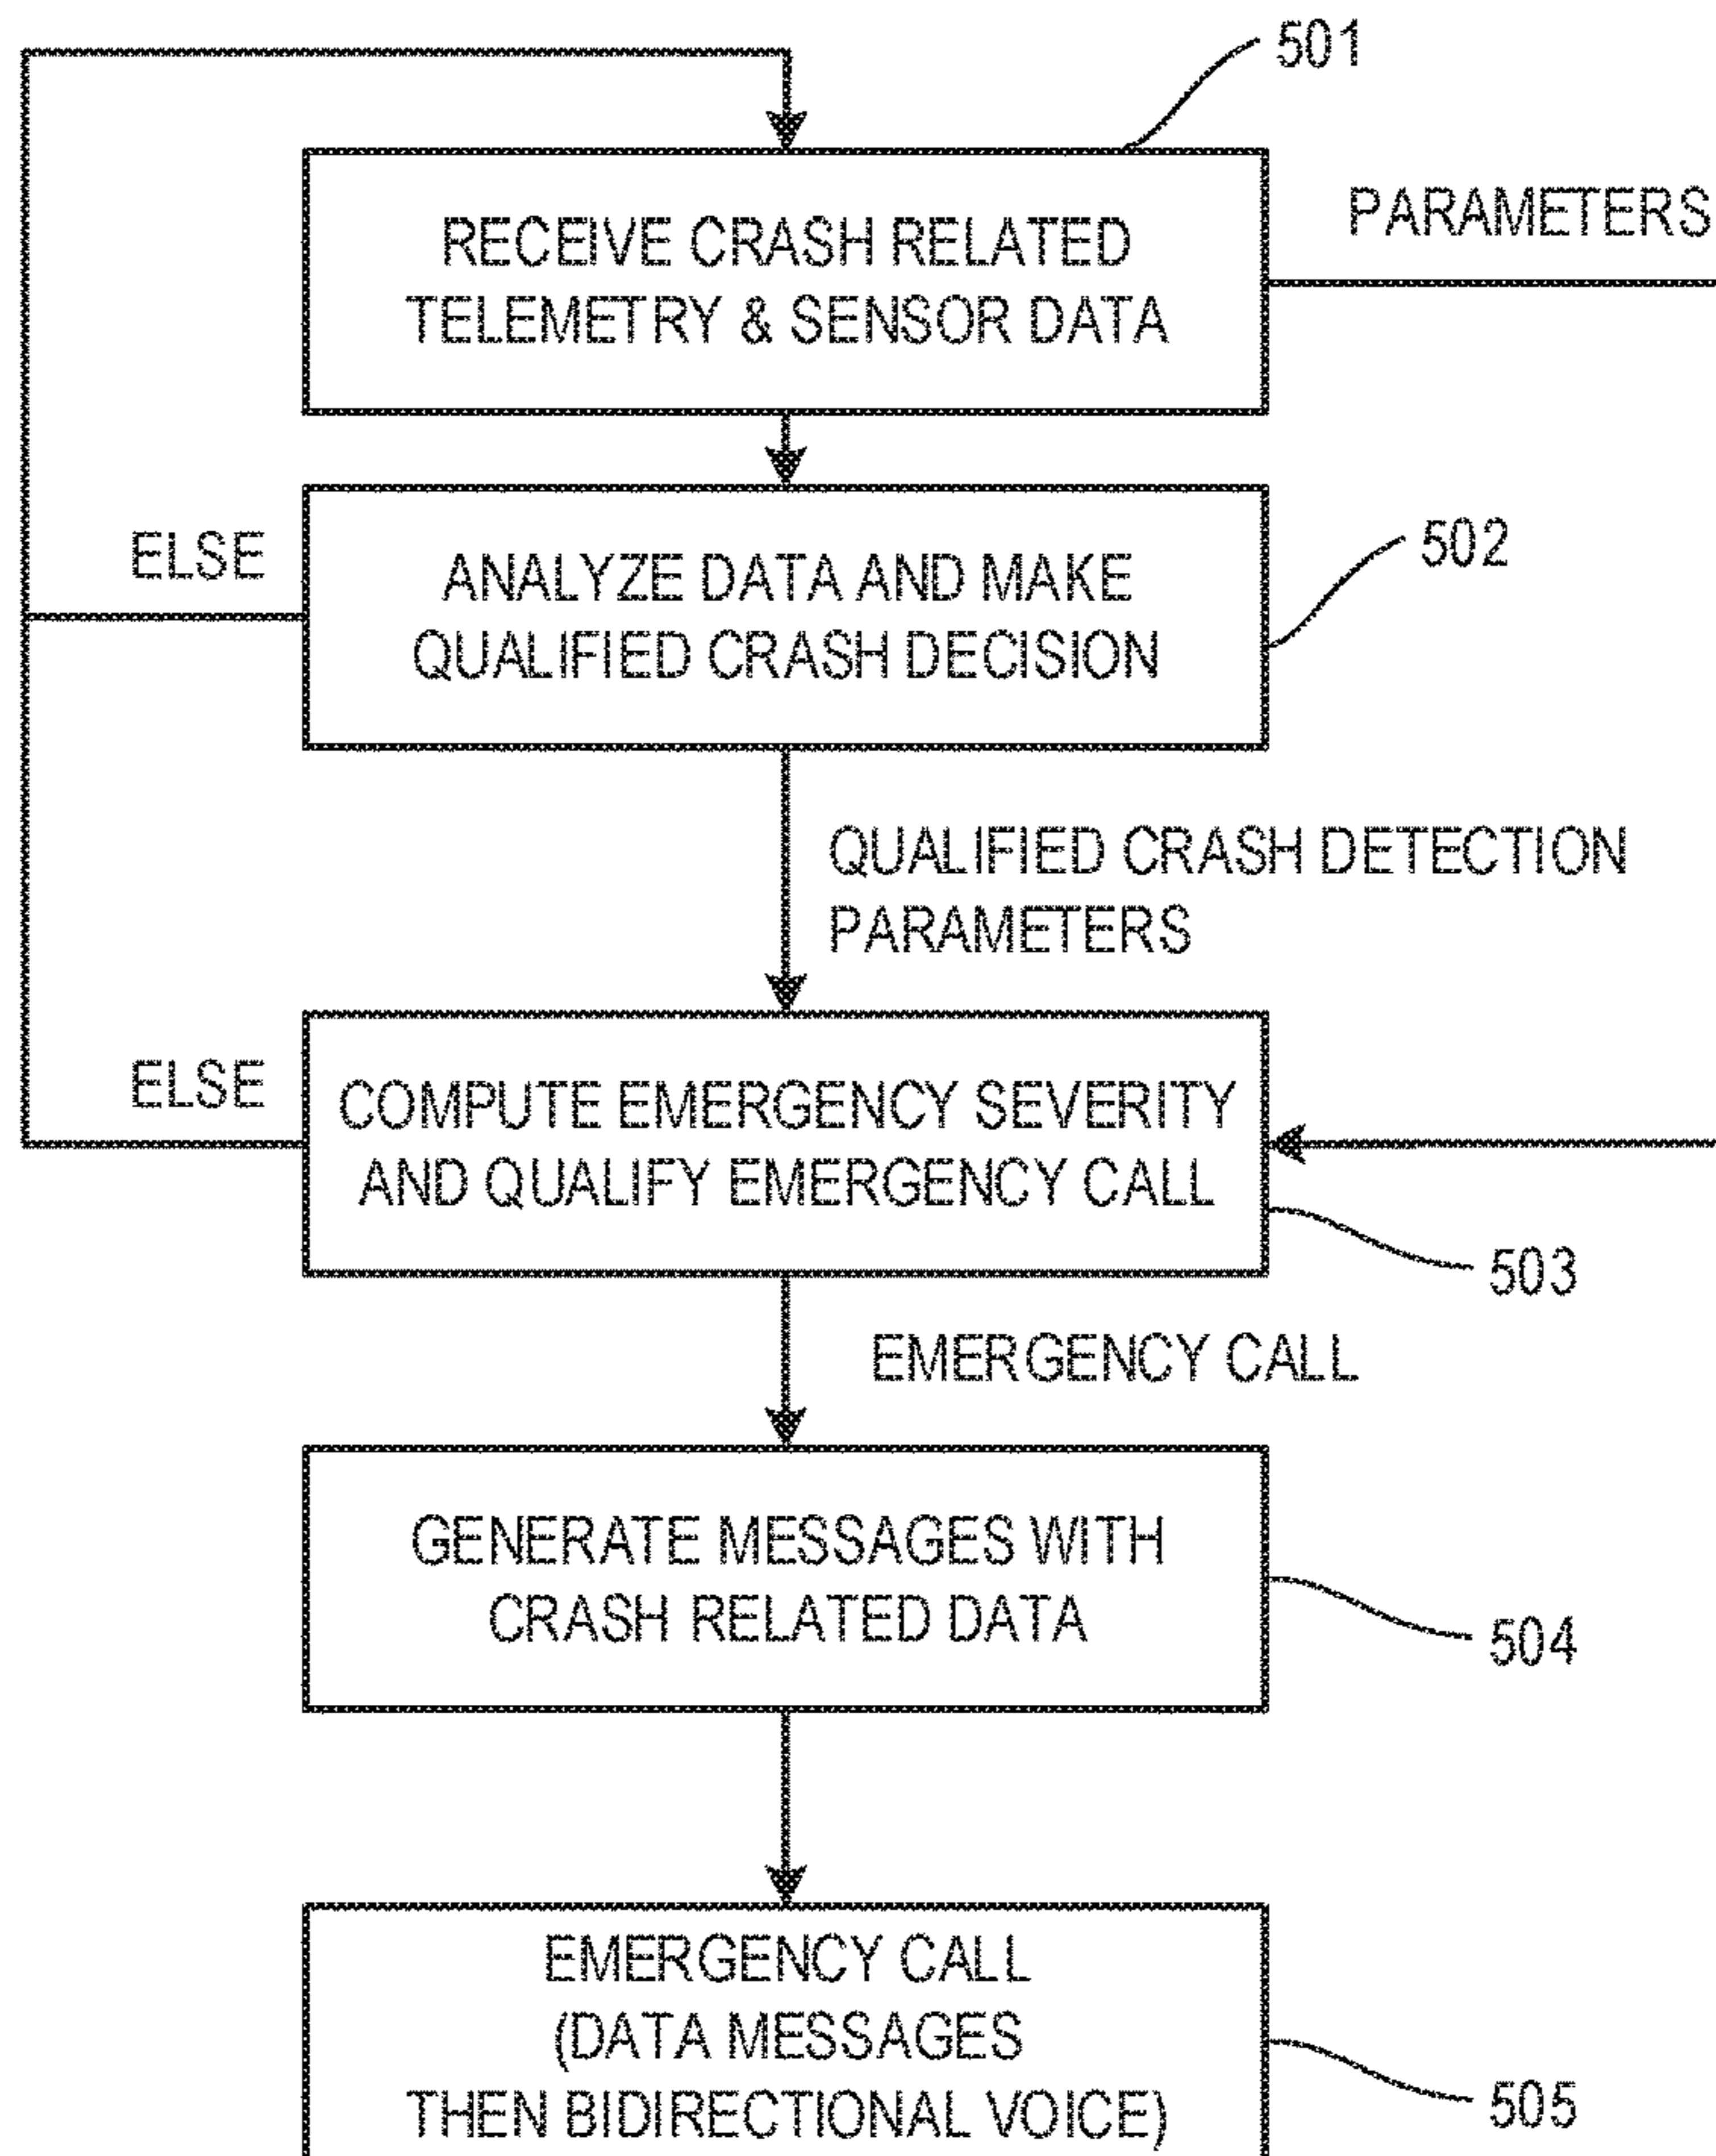 501
RECEIVE CRASH RELATED
TELEMETRY & SENSOR DATA
PARAMETERS
ELSE
ANALYZE DATA AND MAKE
QUALIFIED CRASH DECISION
502
QUALIFIED CRASH DETECTION
PARAMETERS
ELSE
COMPUTE EMERGENCY SEVERITY
AND QUALIFY EMERGENCY CALL
503
EMERGENCY CALL
GENERATE MESSAGES WITH
CRASH RELATED DATA
504
EMERGENCY CALL
(DATA MESSAGES
THEN BIDIRECTIONAL VOICE)
505